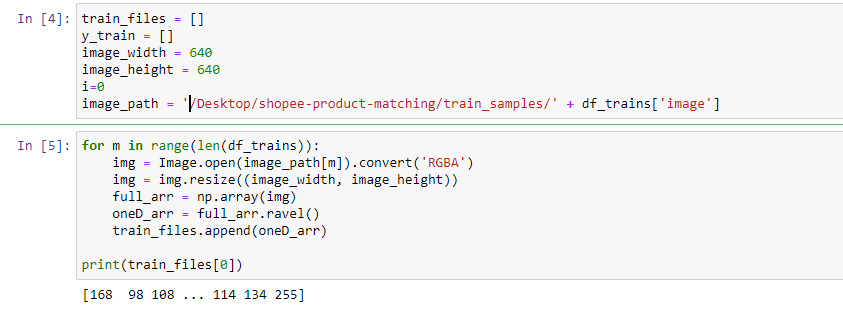 In [4]: train_files = []
y_train = []
image_width = 640
image_height = 640
i=0
image_path = '/Desktop/shopee-product-matching/train_samples/' + df_trains['image']
In [5]: for m in range(len(df_trains)):
    img = Image.open(image_path[m]).convert('RGBA')
    img = img.resize((image_width, image_height))
    full_arr = np.array(img)
    oneD_arr = full_arr.ravel()
    train_files.append(oneD_arr)
print(train_files[0])
[168  98 108 ... 114 134 255]